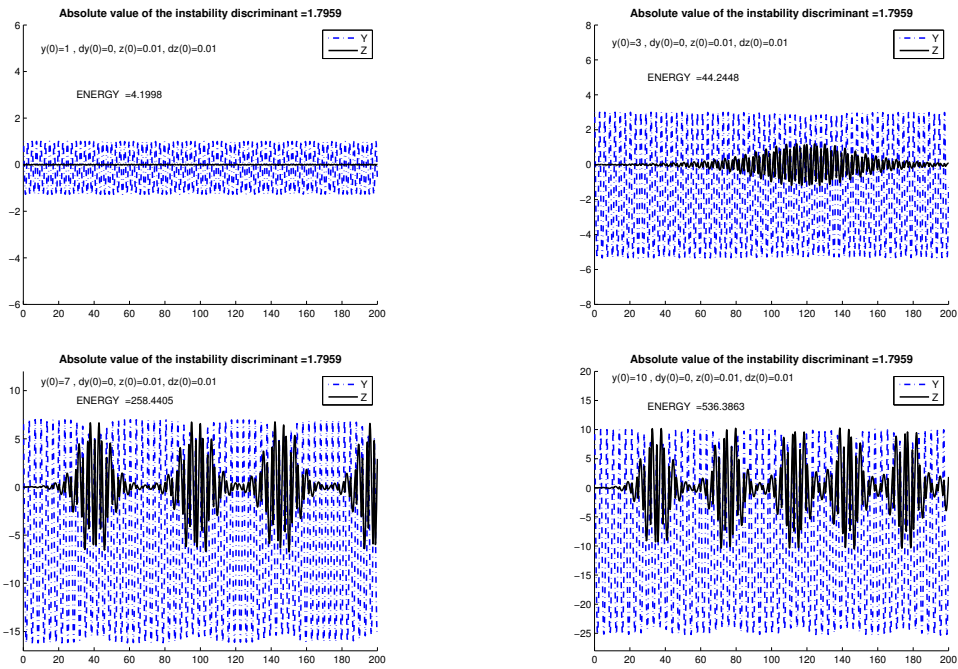 Absolute value of the instability discriminant =1.7959
6
4
2
0
−2
−4
−6
y(0)=1 , dy(0)=0, z(0)=0.01, dz(0)=0.01
ENERGY =4.1998
Y
Z
0 20 40 60 80 100 120 140 160 180 200
Absolute value of the instability discriminant =1.7959
8
6
4
2
0
−2
−4
−6
−8
y(0)=3 , dy(0)=0, z(0)=0.01, dz(0)=0.01
ENERGY =44.2448
Y
Z
0 20 40 60 80 100 120 140 160 180 200
Absolute value of the instability discriminant =1.7959
10
5
0
−5
−10
−15
y(0)=7 , dy(0)=0, z(0)=0.01, dz(0)=0.01
ENERGY =258.4405
Y
Z
0 20 40 60 80 100 120 140 160 180 200
Absolute value of the instability discriminant =1.7959
20
15
10
5
0
−5
−10
−15
−20
−25
y(0)=10 , dy(0)=0, z(0)=0.01, dz(0)=0.01
ENERGY =536.3863
Y
Z
0 20 40 60 80 100 120 140 160 180 200